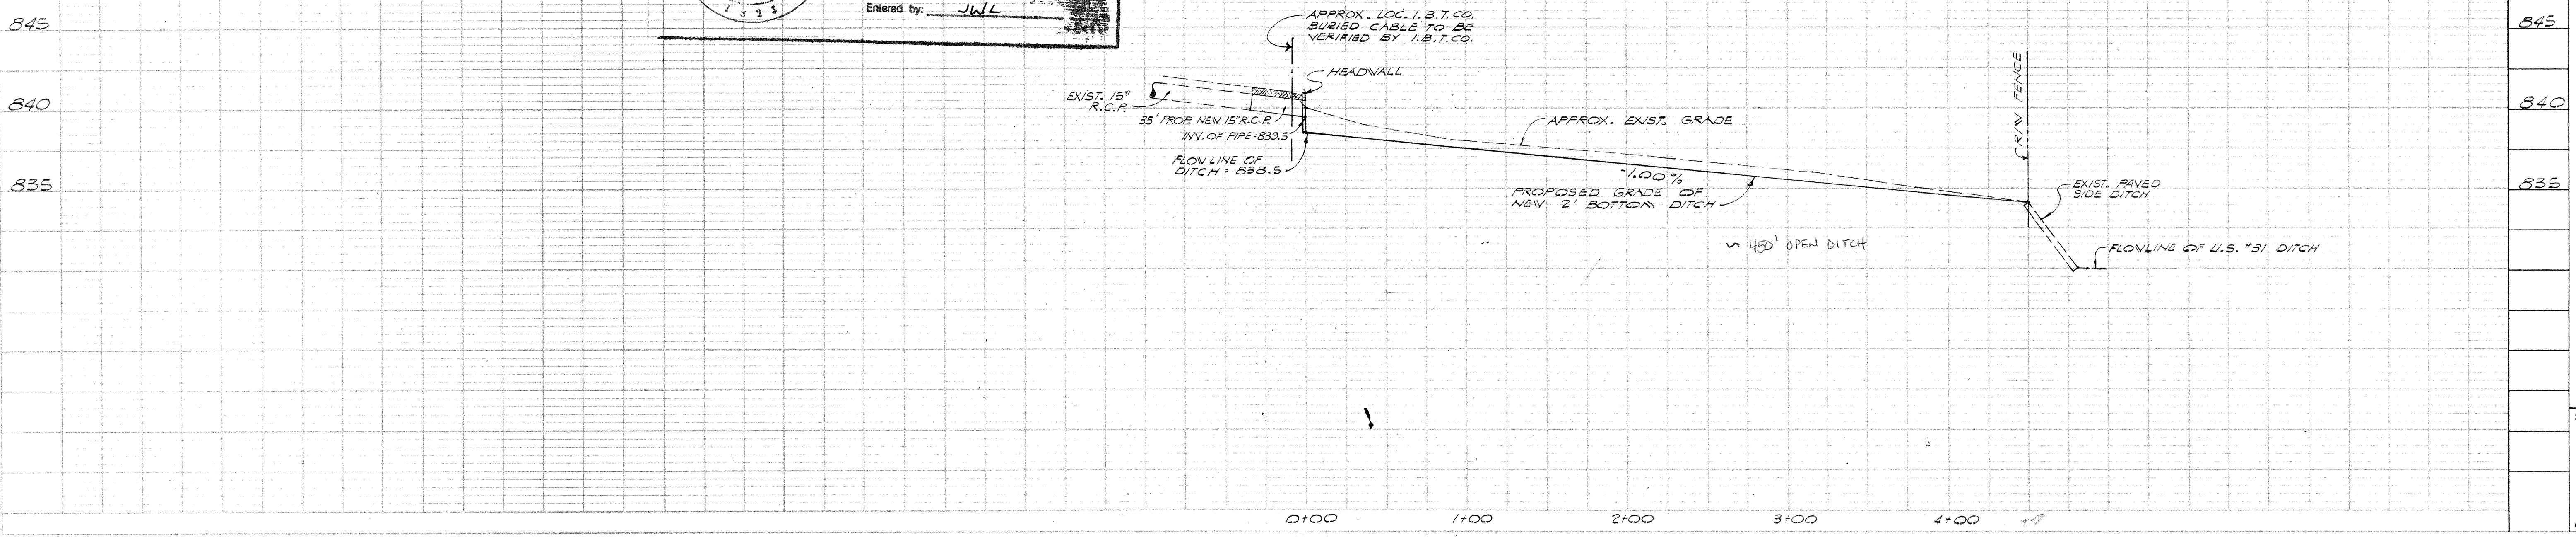 1823
Entered by: JWL
845
845
APPROX. LOC. I.B.T.CO.
BURIED CABLE TO BE
VERIFIED BY I.B.T.CO.
HEADWALL
EXIST. 15"
R.C.P.
840
840
35' PROP. NEW 15" R.C.P.
INV. OF PIPE=839.5
APPROX. EXIST. GRADE
FLOW LINE OF
DITCH = 838.5
835
835
-1.00%
PROPOSED GRADE OF
NEW 2' BOTTOM DITCH
R/W FENCE
EXIST. PAVED
SIDE DITCH
~ 450' OPEN DITCH
FLOWLINE OF U.S. #31 DITCH
0+00
1+00
2+00
3+00
4+00